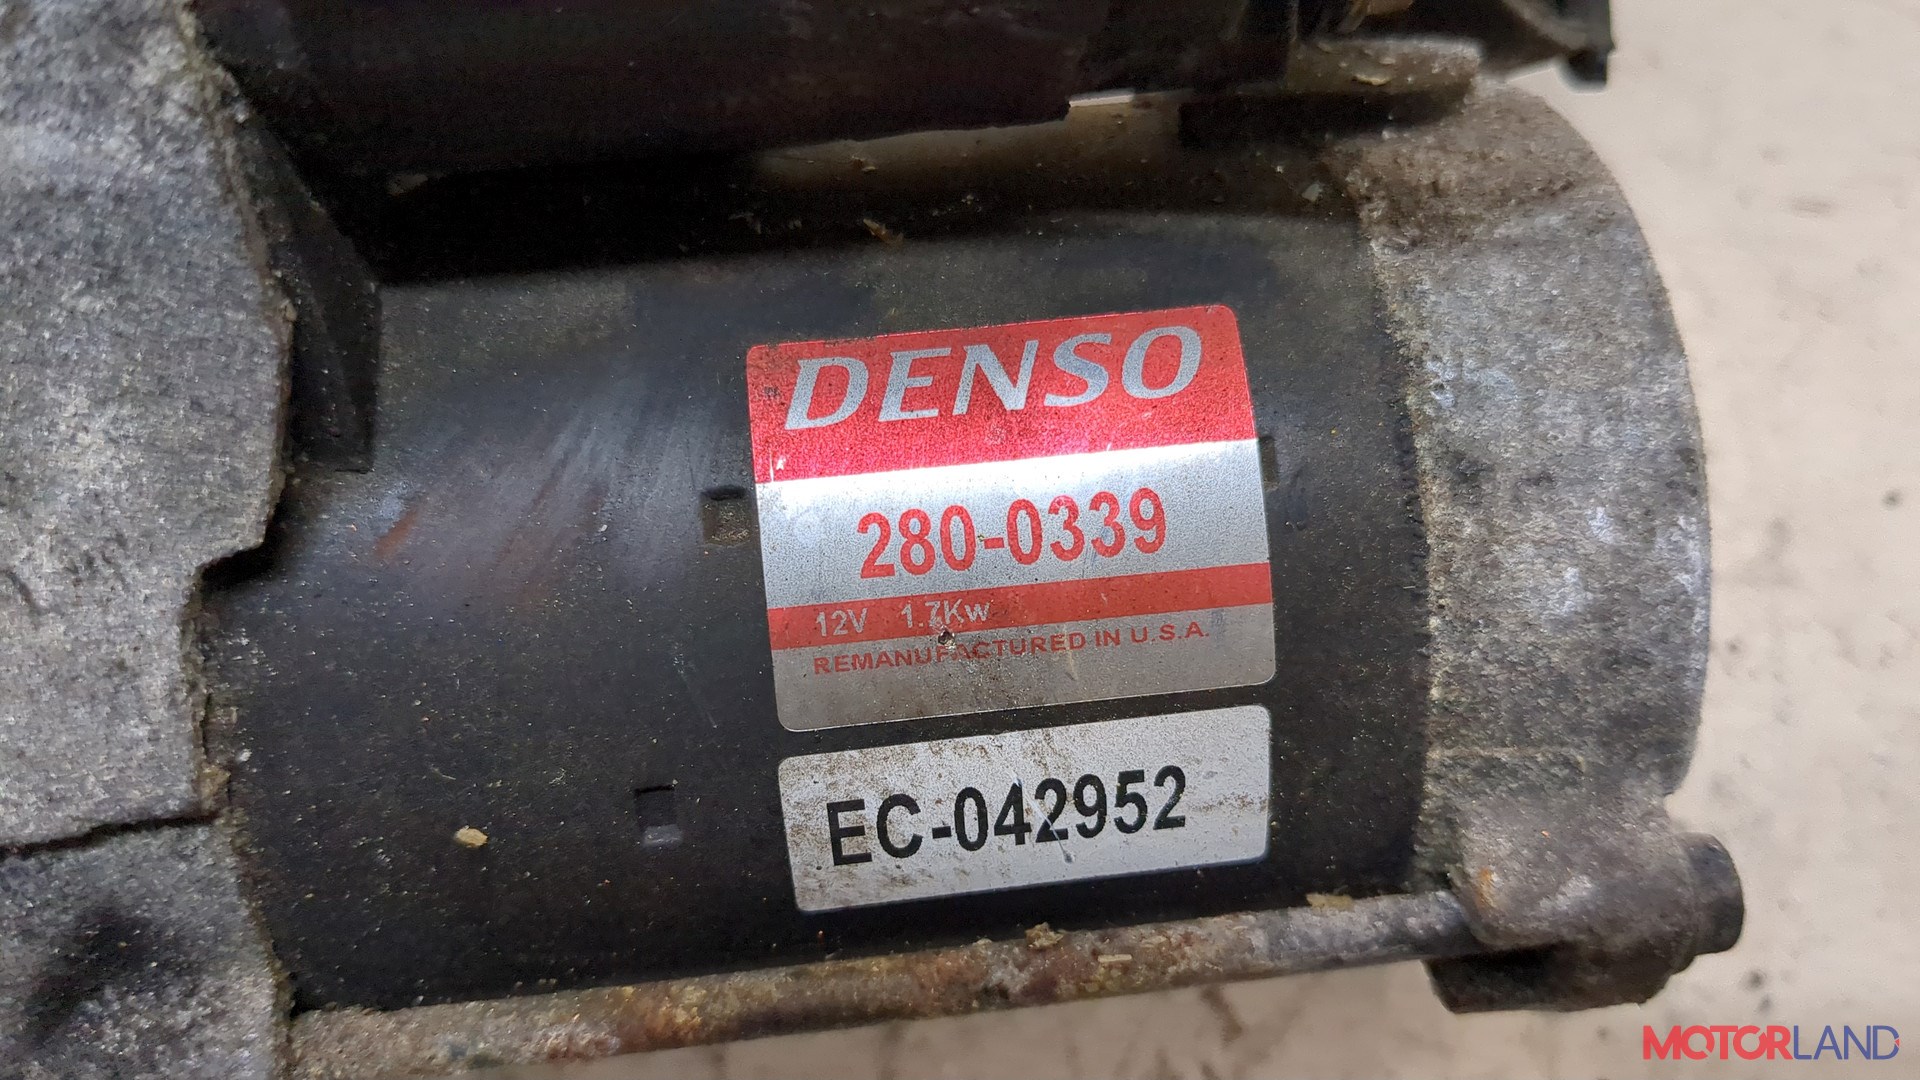 DENSO
280-0339
12V 1.7Kw
REMANUFACTURED IN U.S.A.
EC-042952
MOTORLAND